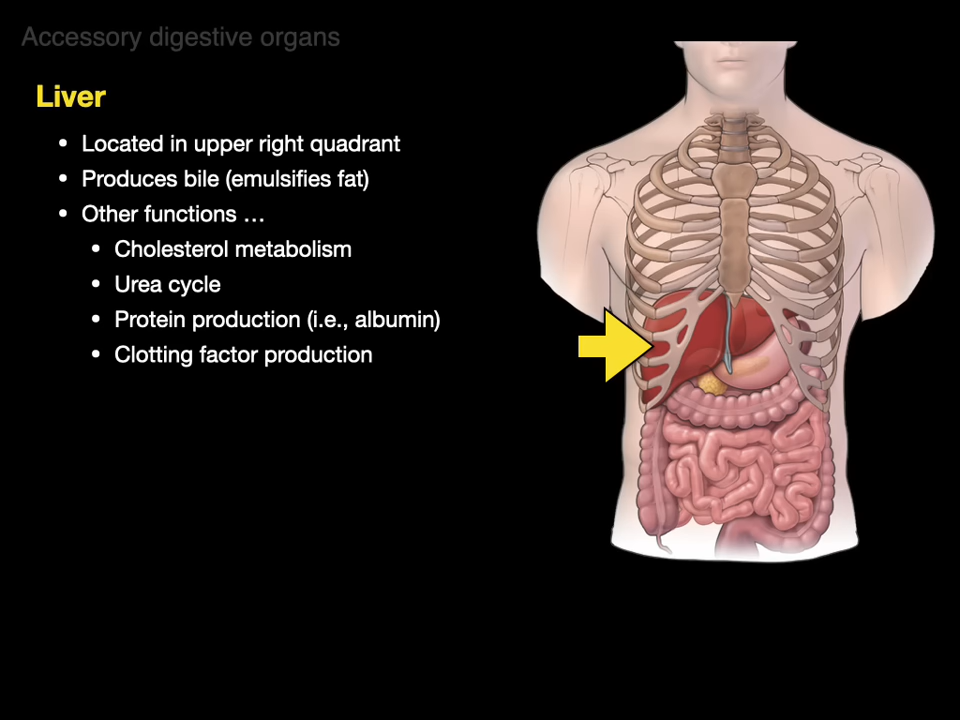 Accessory digestive organs
Liver
• Located in upper right quadrant
• Produces bile (emulsifies fat)
• Other functions …
• Cholesterol metabolism
• Urea cycle
• Protein production (i.e., albumin)
• Clotting factor production